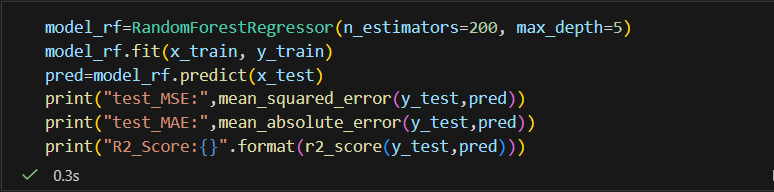 model_rf=RandomForestRegressor(n_estimators=200, max_depth=5)
model_rf.fit(x_train, y_train)
pred=model_rf.predict(x_test)
print("test_MSE:",mean_squared_error(y_test,pred))
print("test_MAE:",mean_absolute_error(y_test,pred))
print("R2_Score:{}".format(r2_score(y_test,pred)))
0.3s